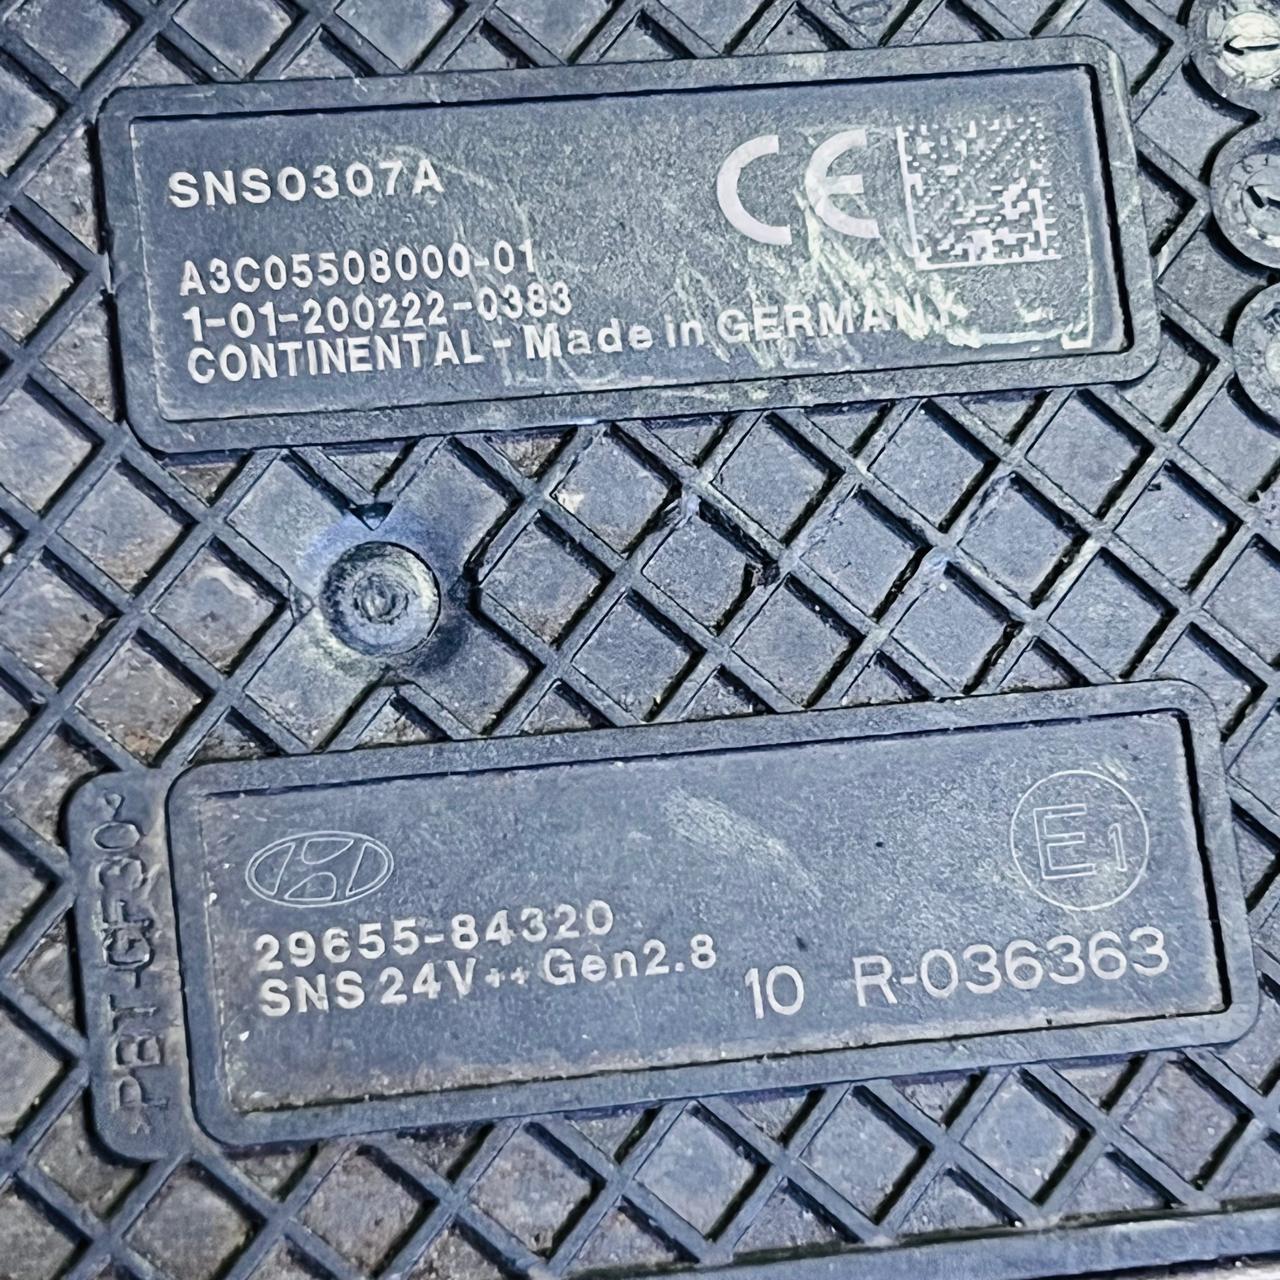 SNS0307A
CE
A3C05508000-01
1-01-200222-0383
CONTINENTAL - Made in GERMANY
29655-84320
SNS 24V++ Gen2.8
E1
10 R-036363
>PBT-GF30<